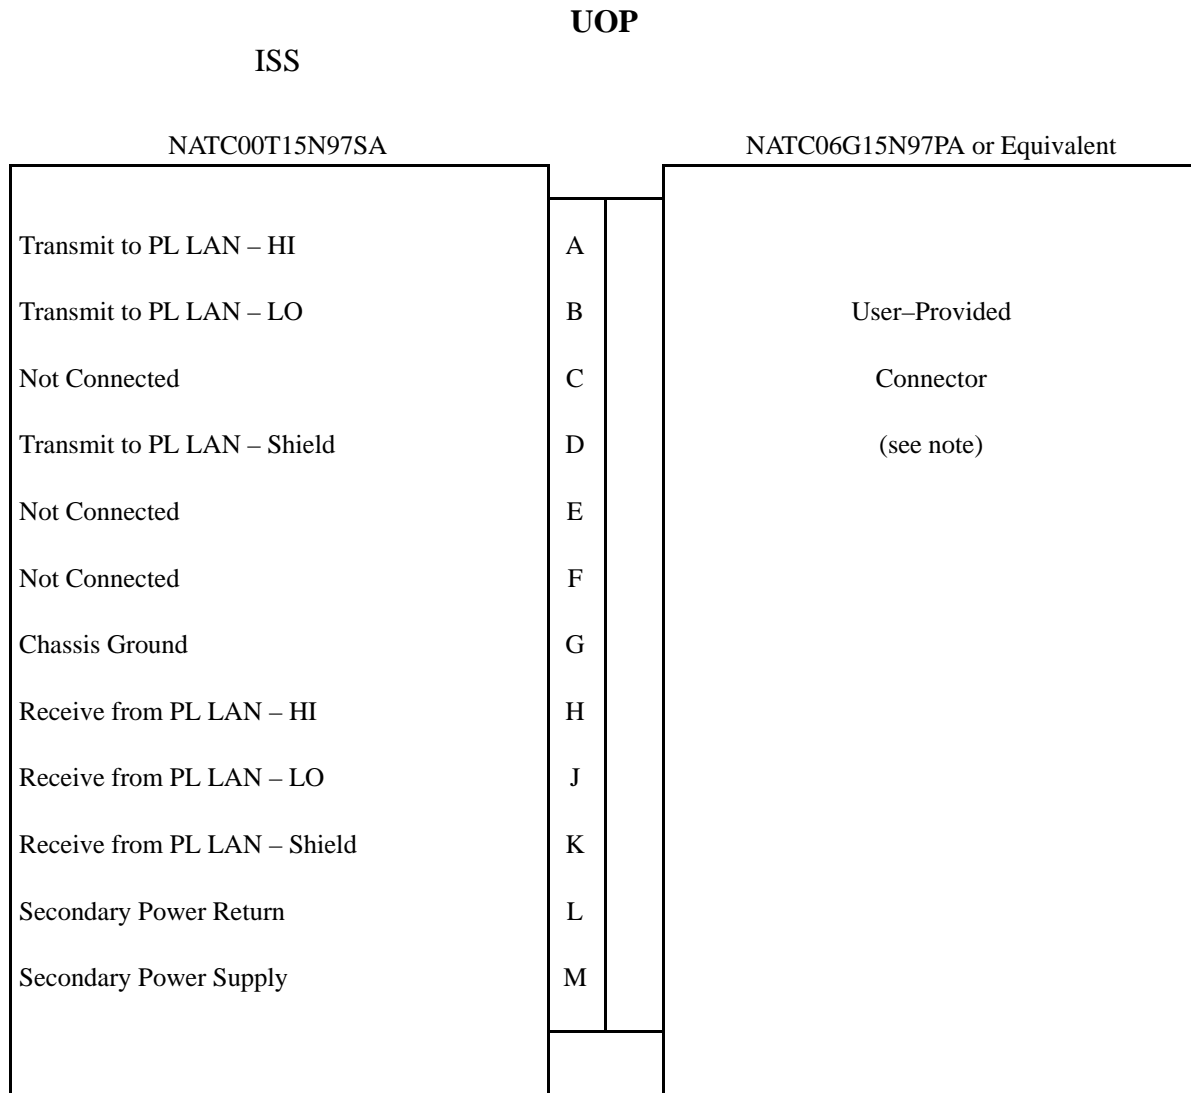 UOP
ISS
NATC00T15N97SA
NATC06G15N97PA or Equivalent
Transmit to PL LAN – HI
A
Transmit to PL LAN – LO
B
User–Provided
Not Connected
C
Connector
Transmit to PL LAN – Shield
D
(see note)
Not Connected
E
Not Connected
F
Chassis Ground
G
Receive from PL LAN – HI
H
Receive from PL LAN – LO
J
Receive from PL LAN – Shield
K
Secondary Power Return
L
Secondary Power Supply
M